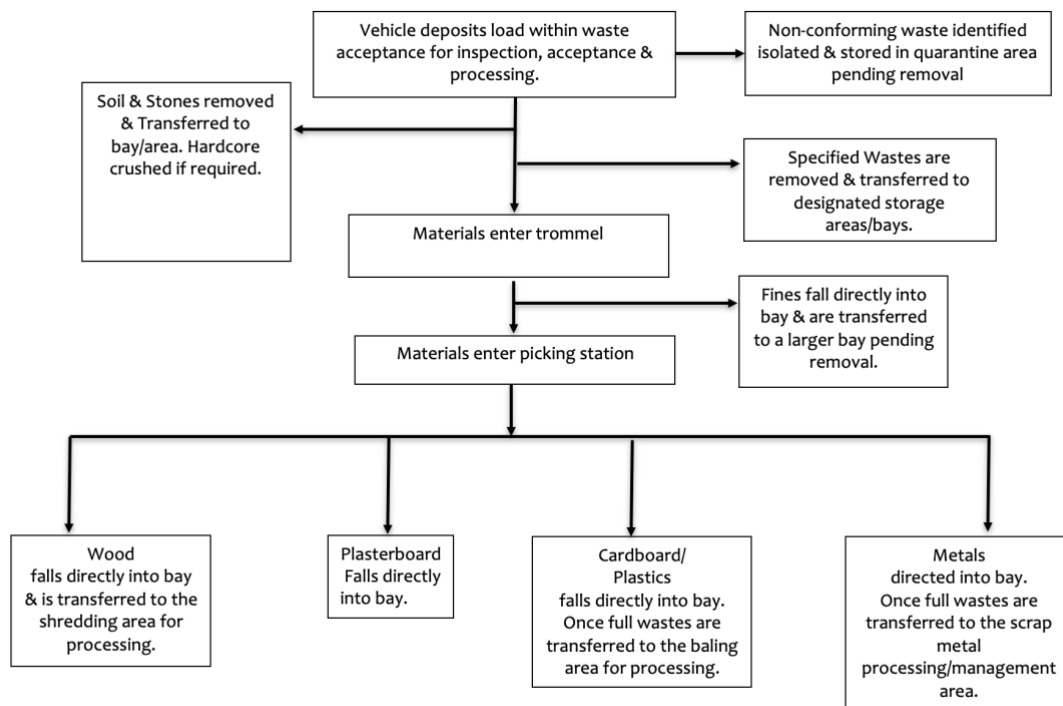 Vehicle deposits load within waste
acceptance for inspection, acceptance &
processing.
Non-conforming waste identified
isolated & stored in quarantine area
pending removal
Soil & Stones removed
& Transferred to
bay/area. Hardcore
crushed if required.
Specified Wastes are
removed & transferred to
designated storage
areas/bays.
Materials enter trommel
Fines fall directly into
bay & are transferred
to a larger bay pending
removal.
Materials enter picking station
Wood
falls directly into bay
& is transferred to the
shredding area for
processing.
Plasterboard
Falls directly
into bay.
Cardboard/
Plastics
falls directly into bay.
Once full wastes are
transferred to the baling
area for processing.
Metals
directed into bay.
Once full wastes are
transferred to the scrap
metal
processing/management
area.